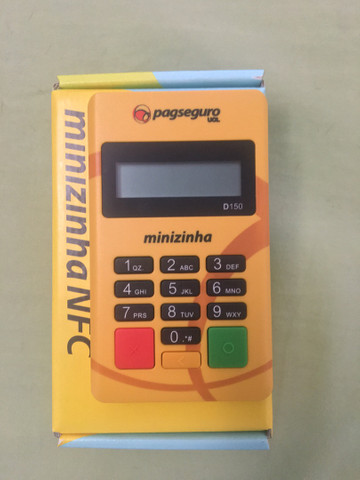 pagseguro
UOL
D150
minizinha
1 QZ 2 ABC 3 DEF
4 GHI 5 JKL 6 MNO
7 PRS 8 TUV 9 WXY
0 .*#
minizinha NFC